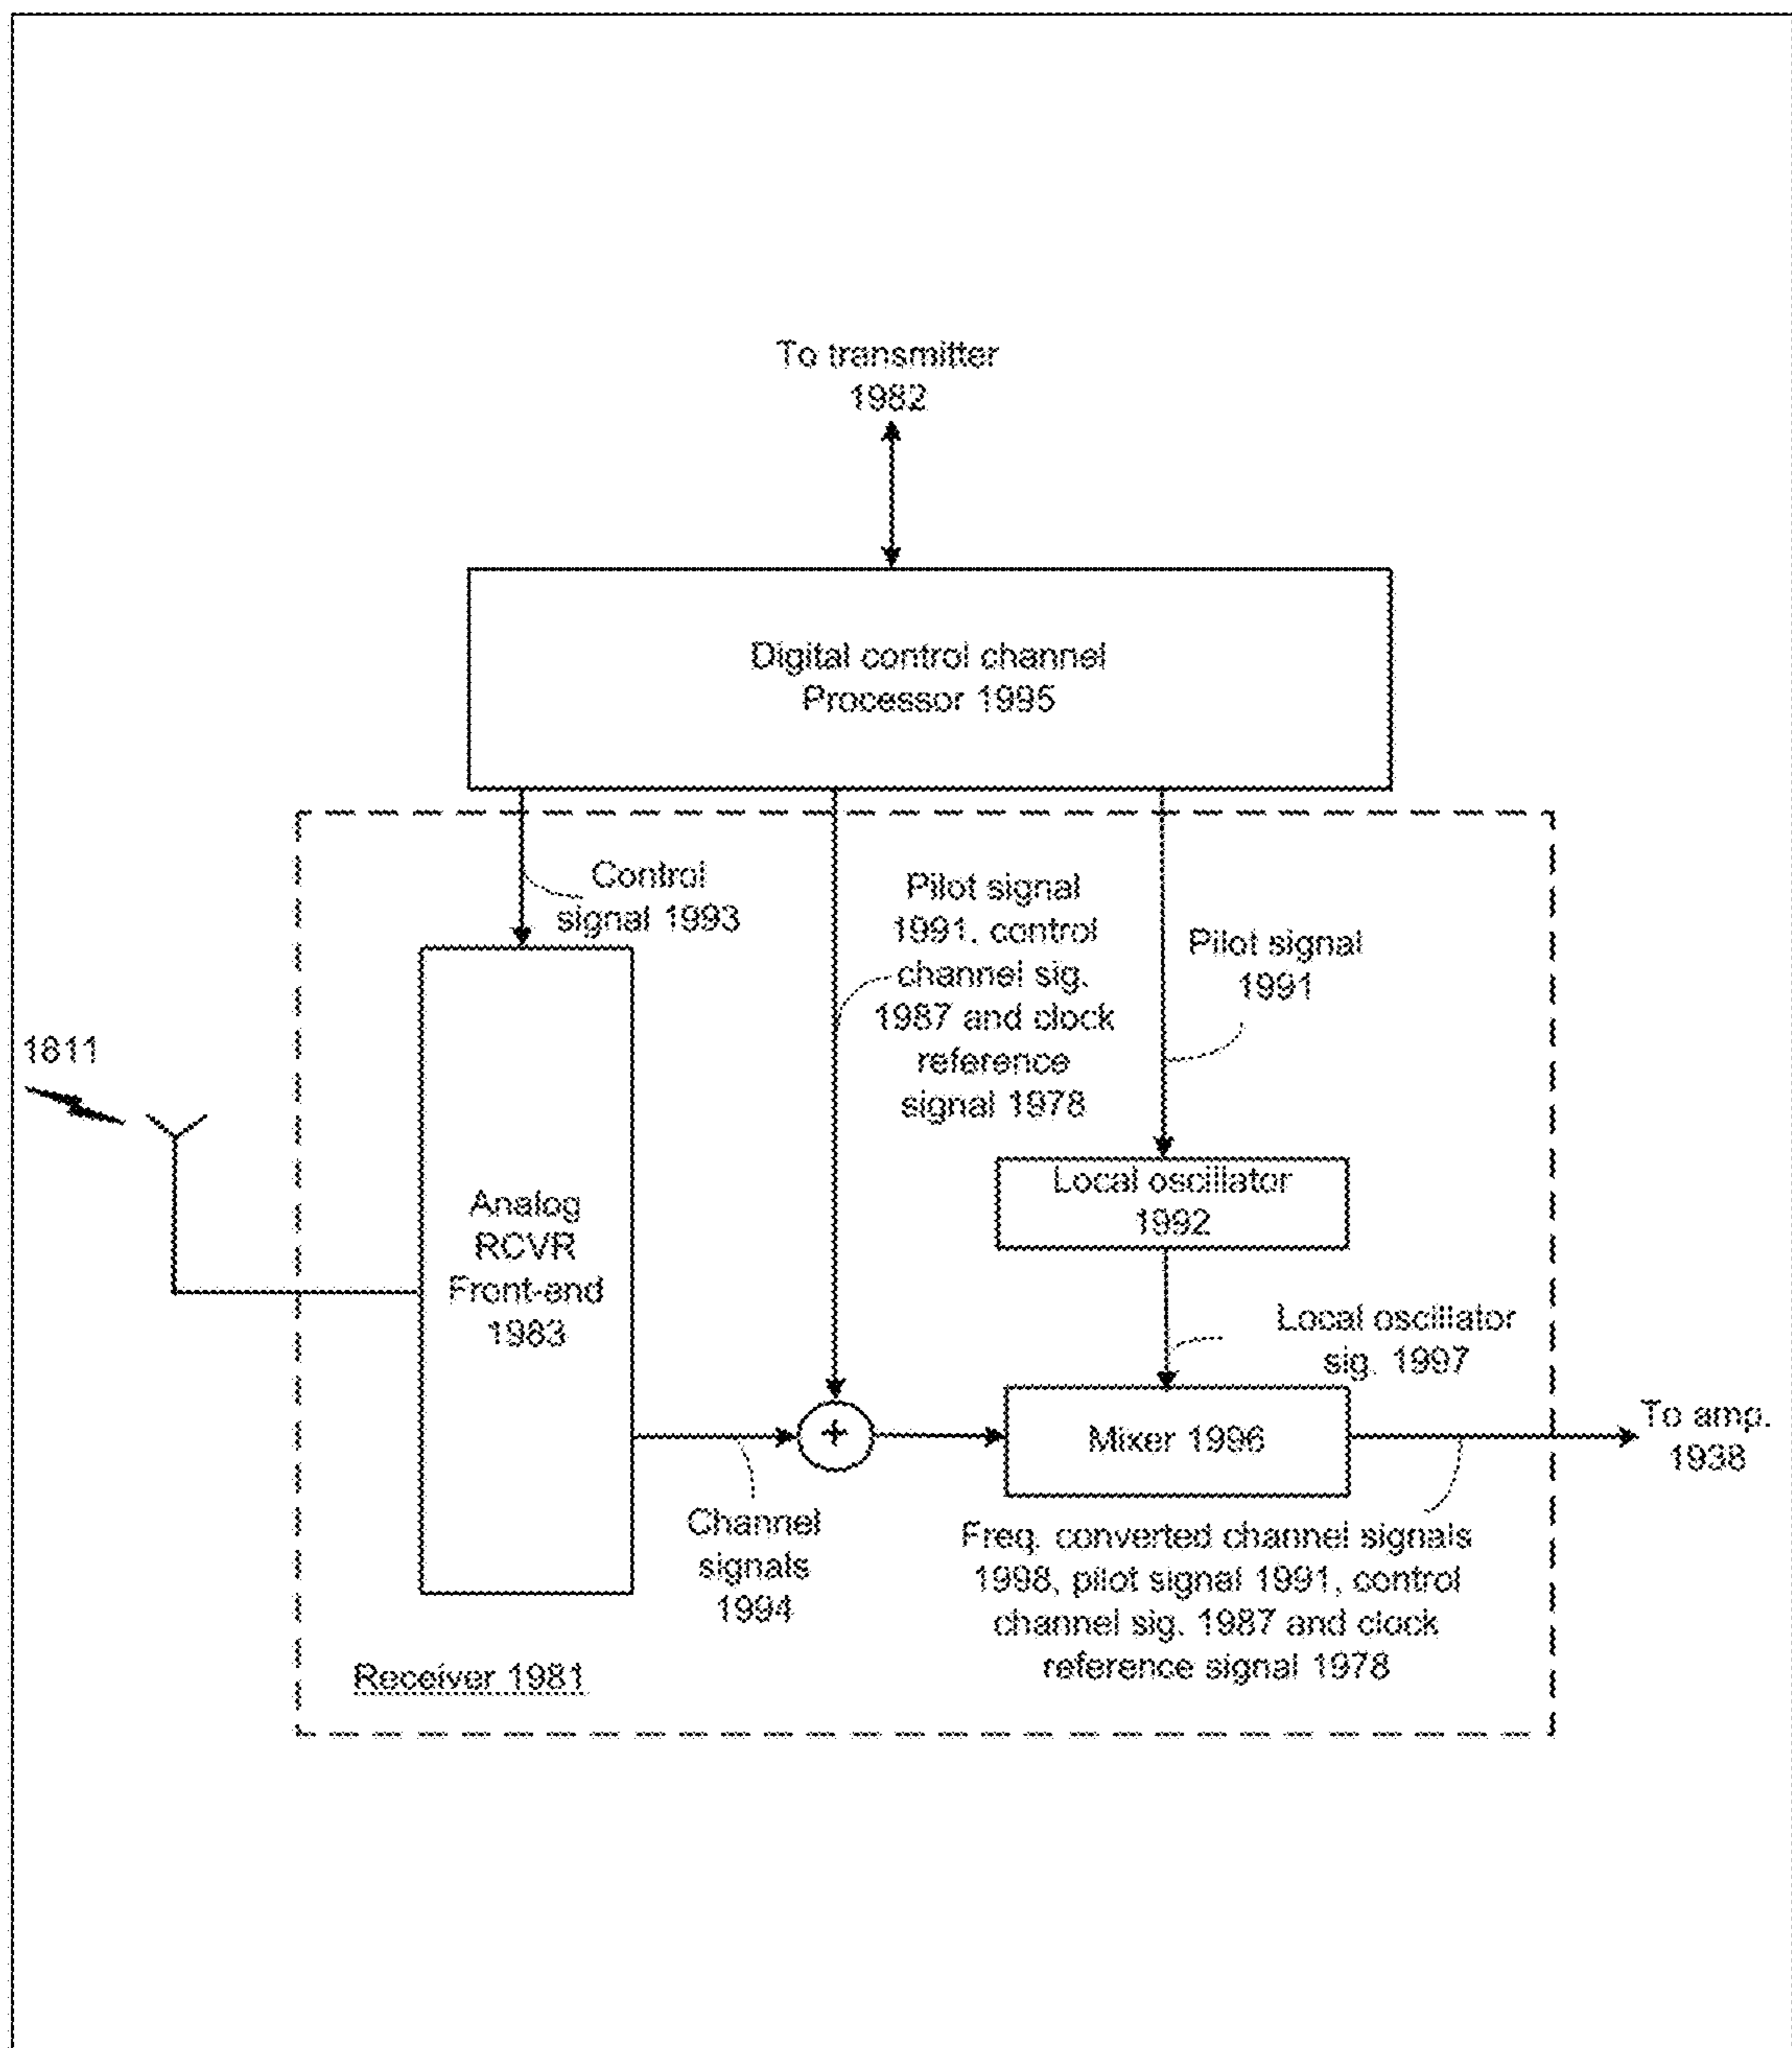 To transmitter
1982
Digital control channel
Processor 1995
Control
signal 1993
Pilot signal
1991, control
channel sig.
1987 and clock
reference
signal 1978
Pilot signal
1991
1811
Analog
RCVR
Front-end
1983
Local oscillator
1992
Local oscillator
sig. 1997
+
Mixer 1996
To amp.
1938
Channel
signals
1994
Freq. converted channel signals
1998, pilot signal 1991, control
channel sig. 1987 and clock
reference signal 1978
Receiver 1981